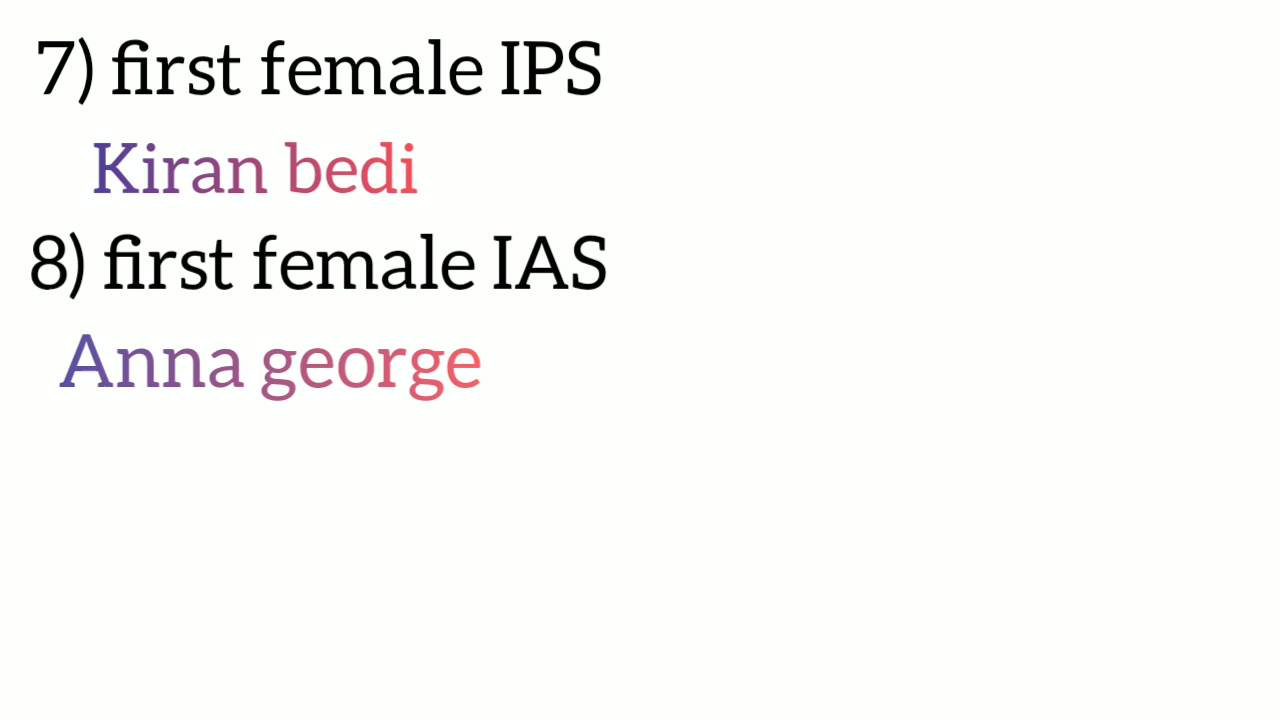 7) first female IPS
Kiran bedi
8) first female IAS
Anna george